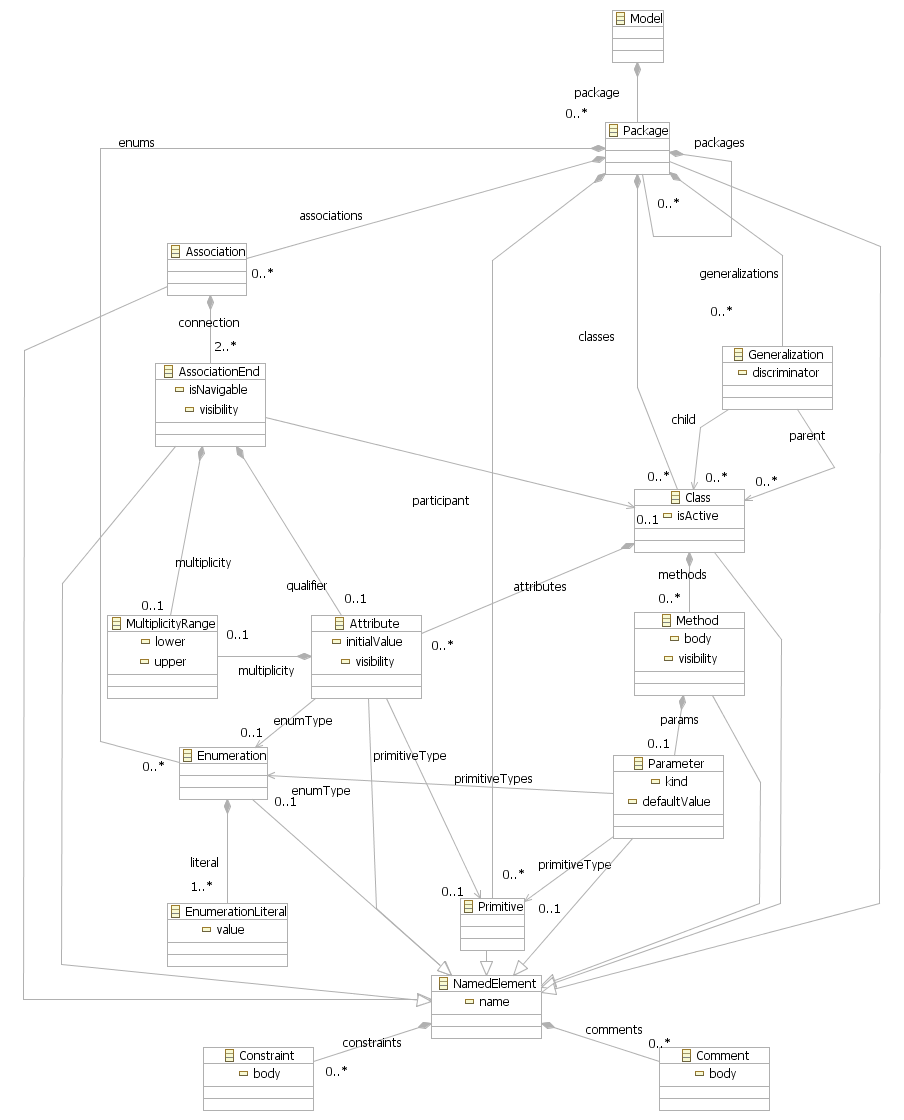 Model
package
0..*
Package
packages
enums
0..*
associations
Association
0..*
generalizations
0..*
connection
classes
2..*
Generalization
discriminator
AssociationEnd
isNavigable
visibility
child
parent
0..*
0..*
0..*
Class
isActive
participant
0..1
multiplicity
methods
qualifier
attributes
0..1
0..1
0..*
MultiplicityRange
lower
upper
0..1
Attribute
initialValue
visibility
0..*
Method
body
visibility
multiplicity
enumType
params
0..1
0..1
Enumeration
primitiveType
0..*
Parameter
kind
defaultValue
primitiveTypes
enumType
0..1
literal
primitiveType
1..*
0..*
0..1
0..1
EnumerationLiteral
value
Primitive
NamedElement
name
constraints
comments
0..*
0..*
Constraint
body
Comment
body